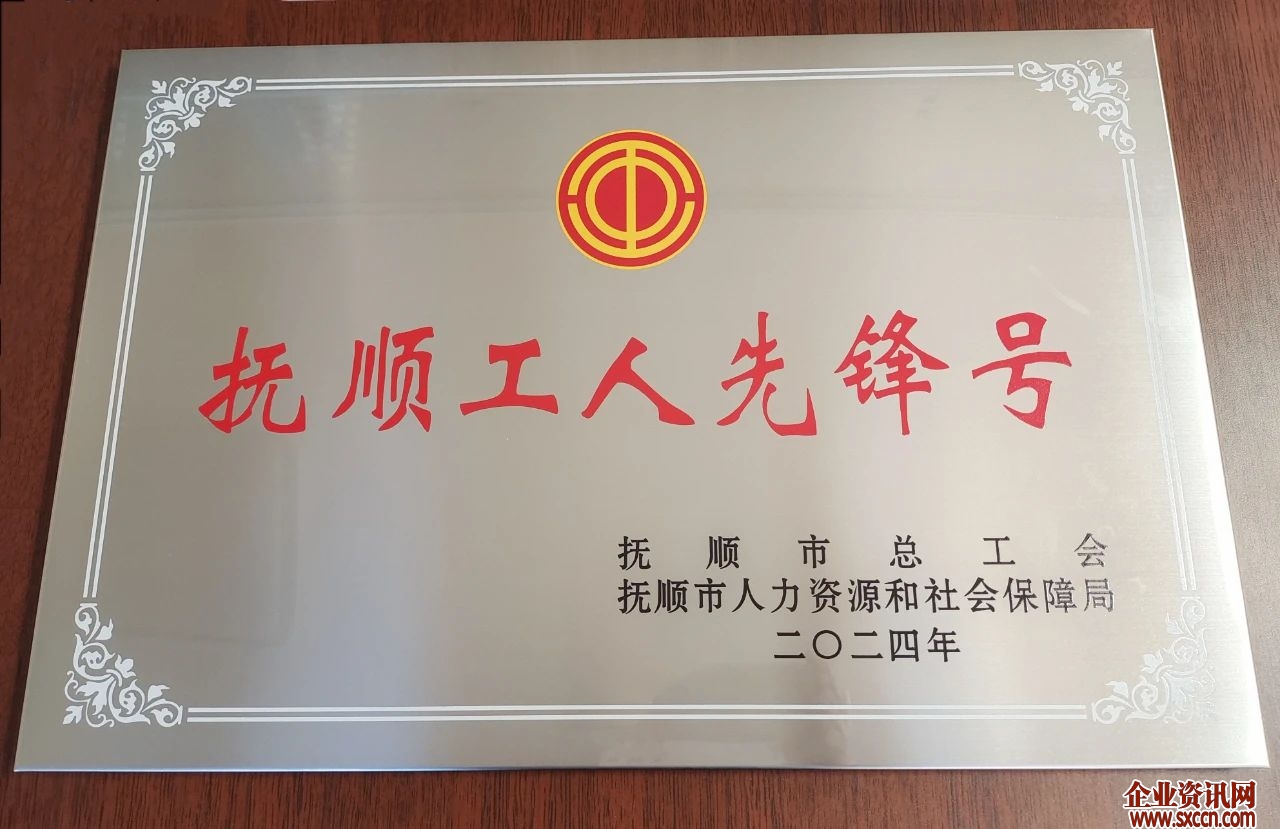 抚顺工人先锋号
抚顺市总工会
抚顺市人力资源和社会保障局
二〇二四年
企业资讯网
www.sxccn.com